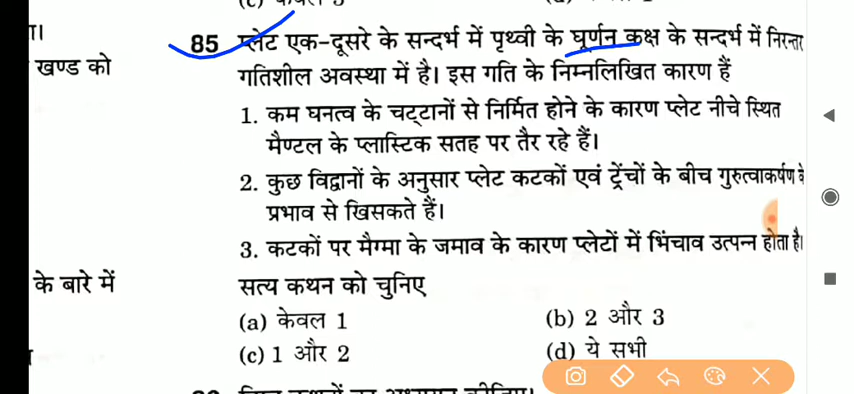 ा।
खण्ड को
85 प्लेट एक-दूसरे के सन्दर्भ में पृथ्वी के घूर्णन कक्ष के सन्दर्भ में निरन्तर
गतिशील अवस्था में है। इस गति के निम्नलिखित कारण हैं
1. कम घनत्व के चट्टानों से निर्मित होने के कारण प्लेट नीचे स्थित
मैण्टल के प्लास्टिक सतह पर तैर रहे हैं।
2. कुछ विद्वानों के अनुसार प्लेट कटकों एवं ट्रेंचों के बीच गुरुत्वाकर्षण के
प्रभाव से खिसकते हैं।
3. कटकों पर मैग्मा के जमाव के कारण प्लेटों में भिंचाव उत्पन्न होता है।
के बारे में
सत्य कथन को चुनिए
(a) केवल 1
(b) 2 और 3
(c) 1 और 2
(d) ये सभी